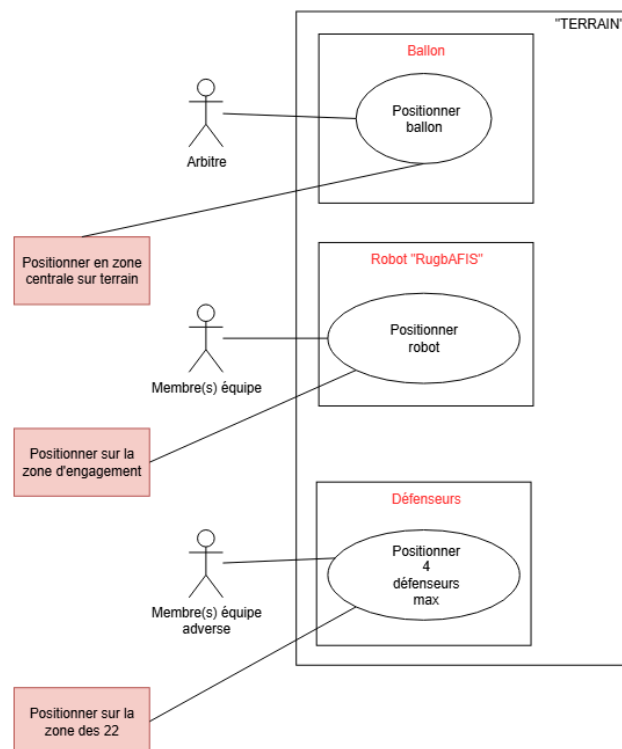 "TERRAIN"
Ballon
Positionner
ballon
Arbitre
Positionner en zone
centrale sur terrain
Robot "RugbAFIS"
Positionner
robot
Membre(s) équipe
Positionner sur la
zone d'engagement
Défenseurs
Positionner
4
défenseurs
max
Membre(s) équipe
adverse
Positionner sur la
zone des 22